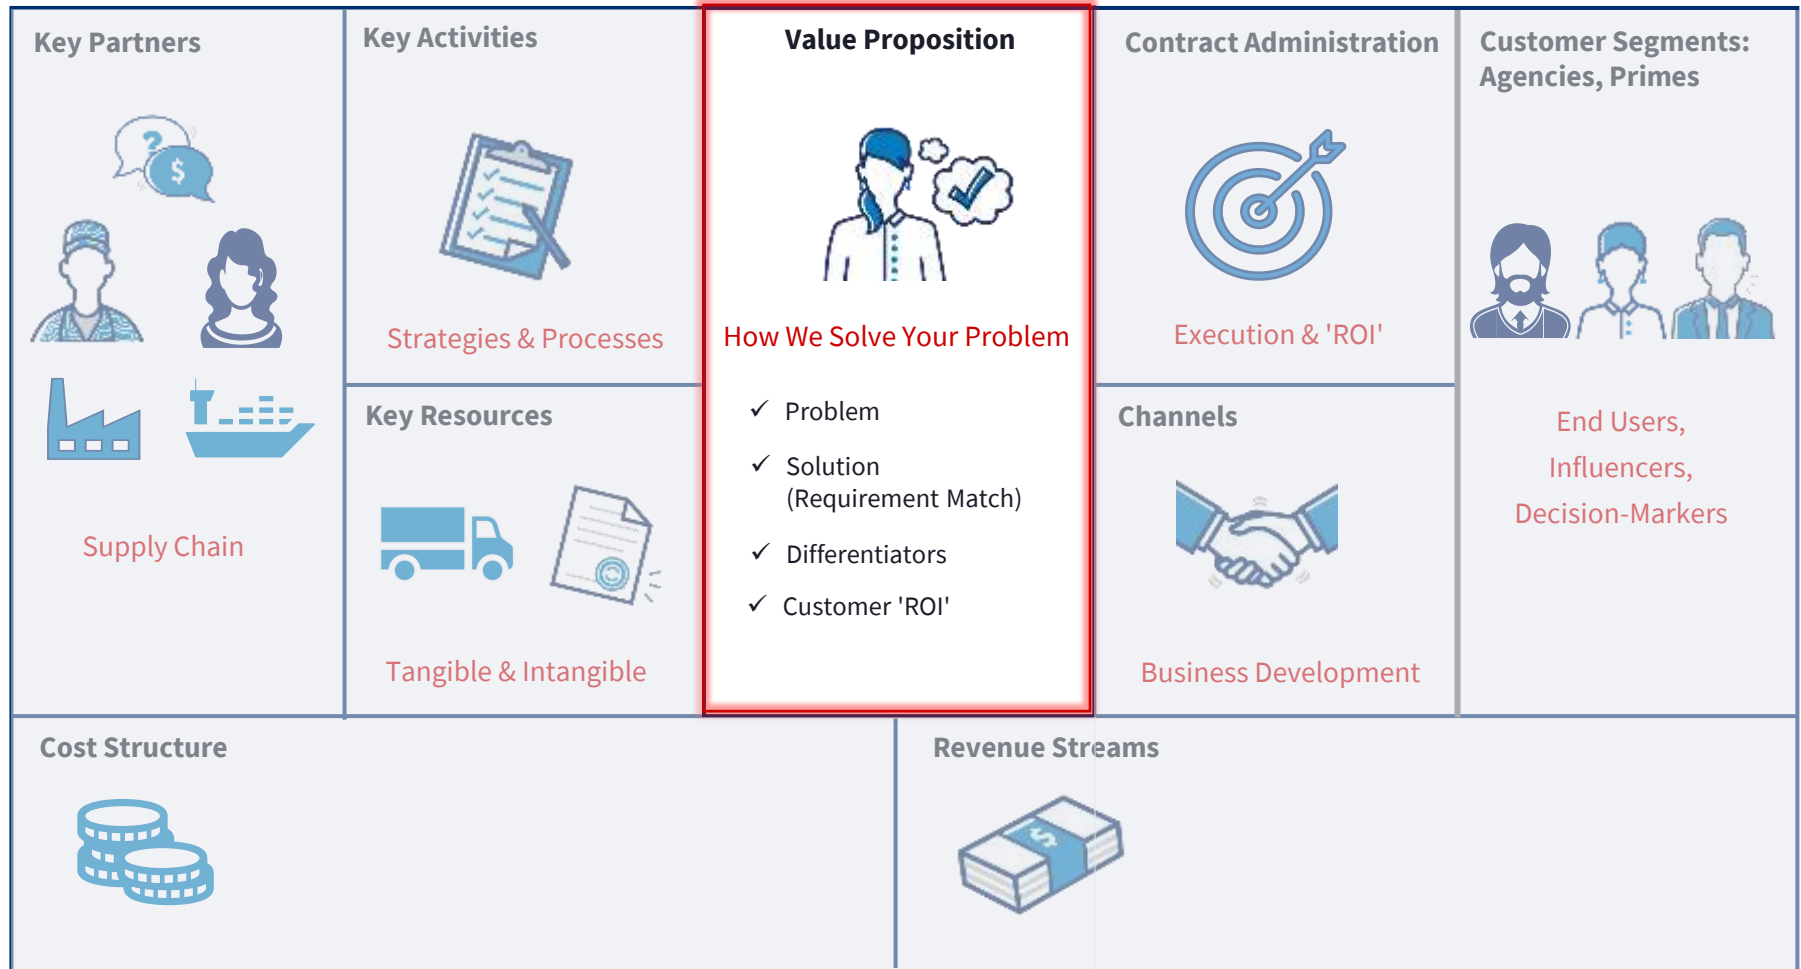 Key Partners
Supply Chain
Key Activities
Strategies & Processes
Key Resources
Tangible & Intangible
Value Proposition
How We Solve Your Problem
✓ Problem
✓ Solution
(Requirement Match)
✓ Differentiators
✓ Customer 'ROI'
Contract Administration
Execution & 'ROI'
Channels
Business Development
Customer Segments:
Agencies, Primes
End Users,
Influencers,
Decision-Markers
Cost Structure
Revenue Streams